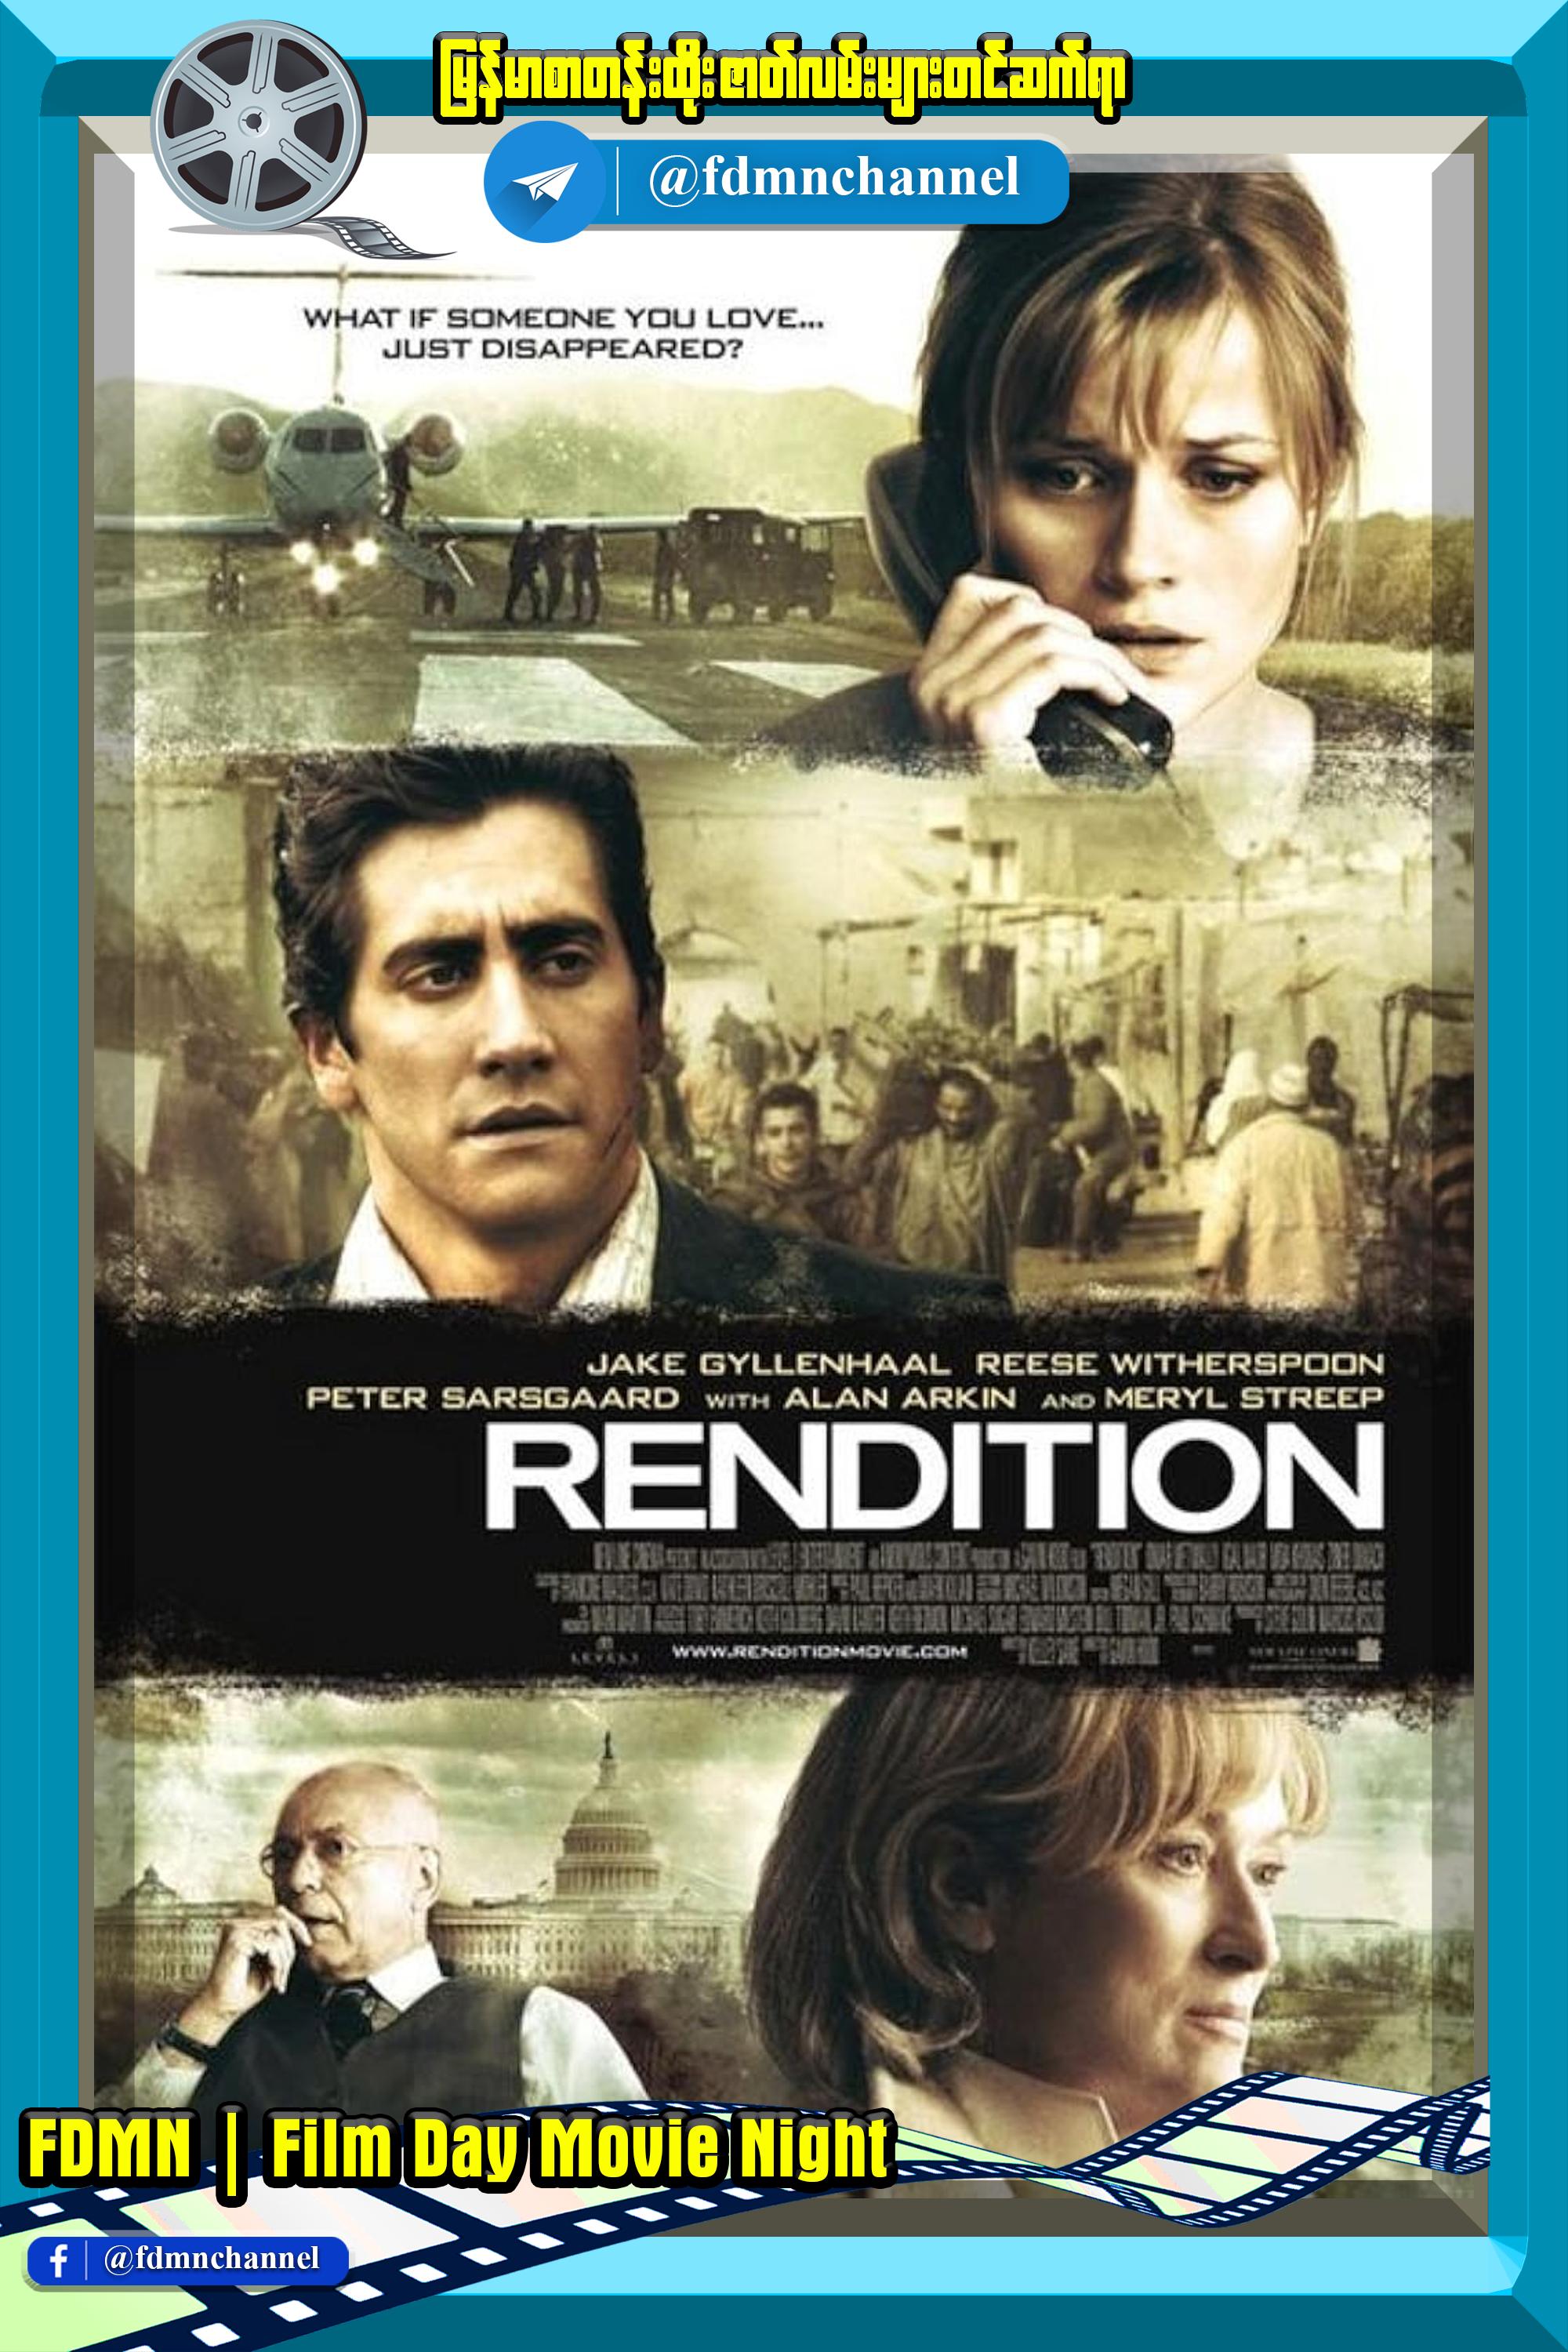 မြန်မာစာတန်းထိုး ဇာတ်လမ်းများတင်ဆက်ရာ
@fdmnchannel
WHAT IF SOMEONE YOU LOVE...
JUST DISAPPEARED?
JAKE GYLLENHAAL REESE WITHERSPOON
PETER SARSGAARD WITH ALAN ARKIN AND MERYL STREEP
RENDITION
WWW.RENDITIONMOVIE.COM
FDMN | Film Day Movie Night
f @fdmnchannel